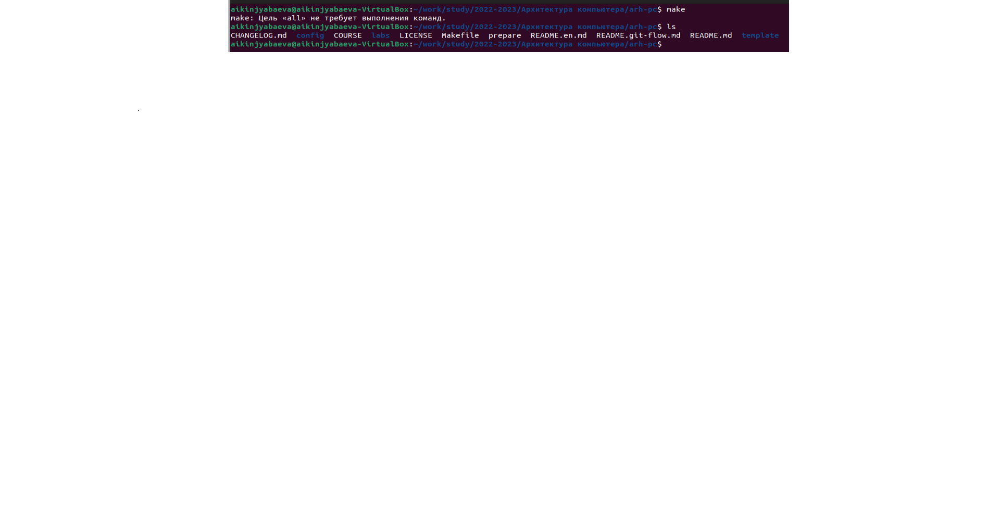 aikinjyabaeva@aikinjyabaeva-VirtualBox:~/work/study/2022-2023/Архитектура компьютера/arh-pc$ make
make: Цель «all» не требует выполнения команд.
aikinjyabaeva@aikinjyabaeva-VirtualBox:~/work/study/2022-2023/Архитектура компьютера/arh-pc$ ls
CHANGELOG.md  config  COURSE  labs  LICENSE  Makefile  prepare  README.en.md  README.git-flow.md  README.md  template
aikinjyabaeva@aikinjyabaeva-VirtualBox:~/work/study/2022-2023/Архитектура компьютера/arh-pc$
.